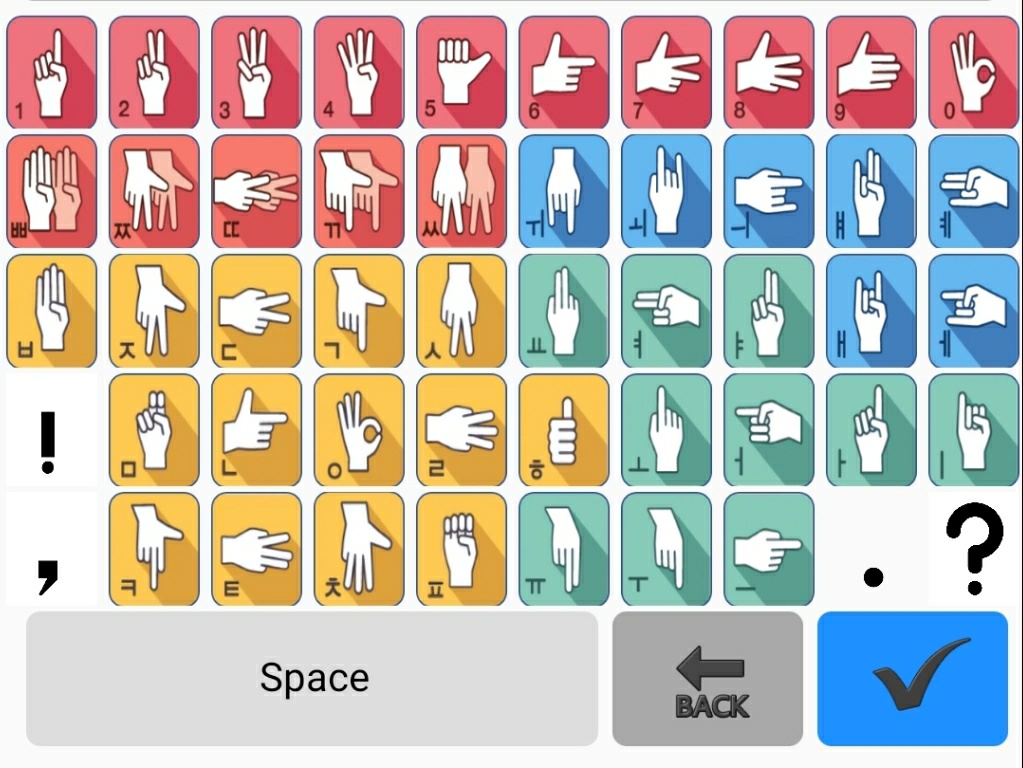 1 2 3 4 5 6 7 8 9 0
ㅃ ㅉ ㄸ ㄲ ㅆ ㅟ ㅚ ㅢ ㅒ ㅖ
ㅂ ㅈ ㄷ ㄱ ㅅ ㅛ ㅕ ㅑ ㅐ ㅔ
! ㅁ ㄴ ㅇ ㄹ ㅎ ㅗ ㅓ ㅏ ㅣ
, ㅋ ㅌ ㅊ ㅍ ㅠ ㅜ ㅡ . ?
Space BACK